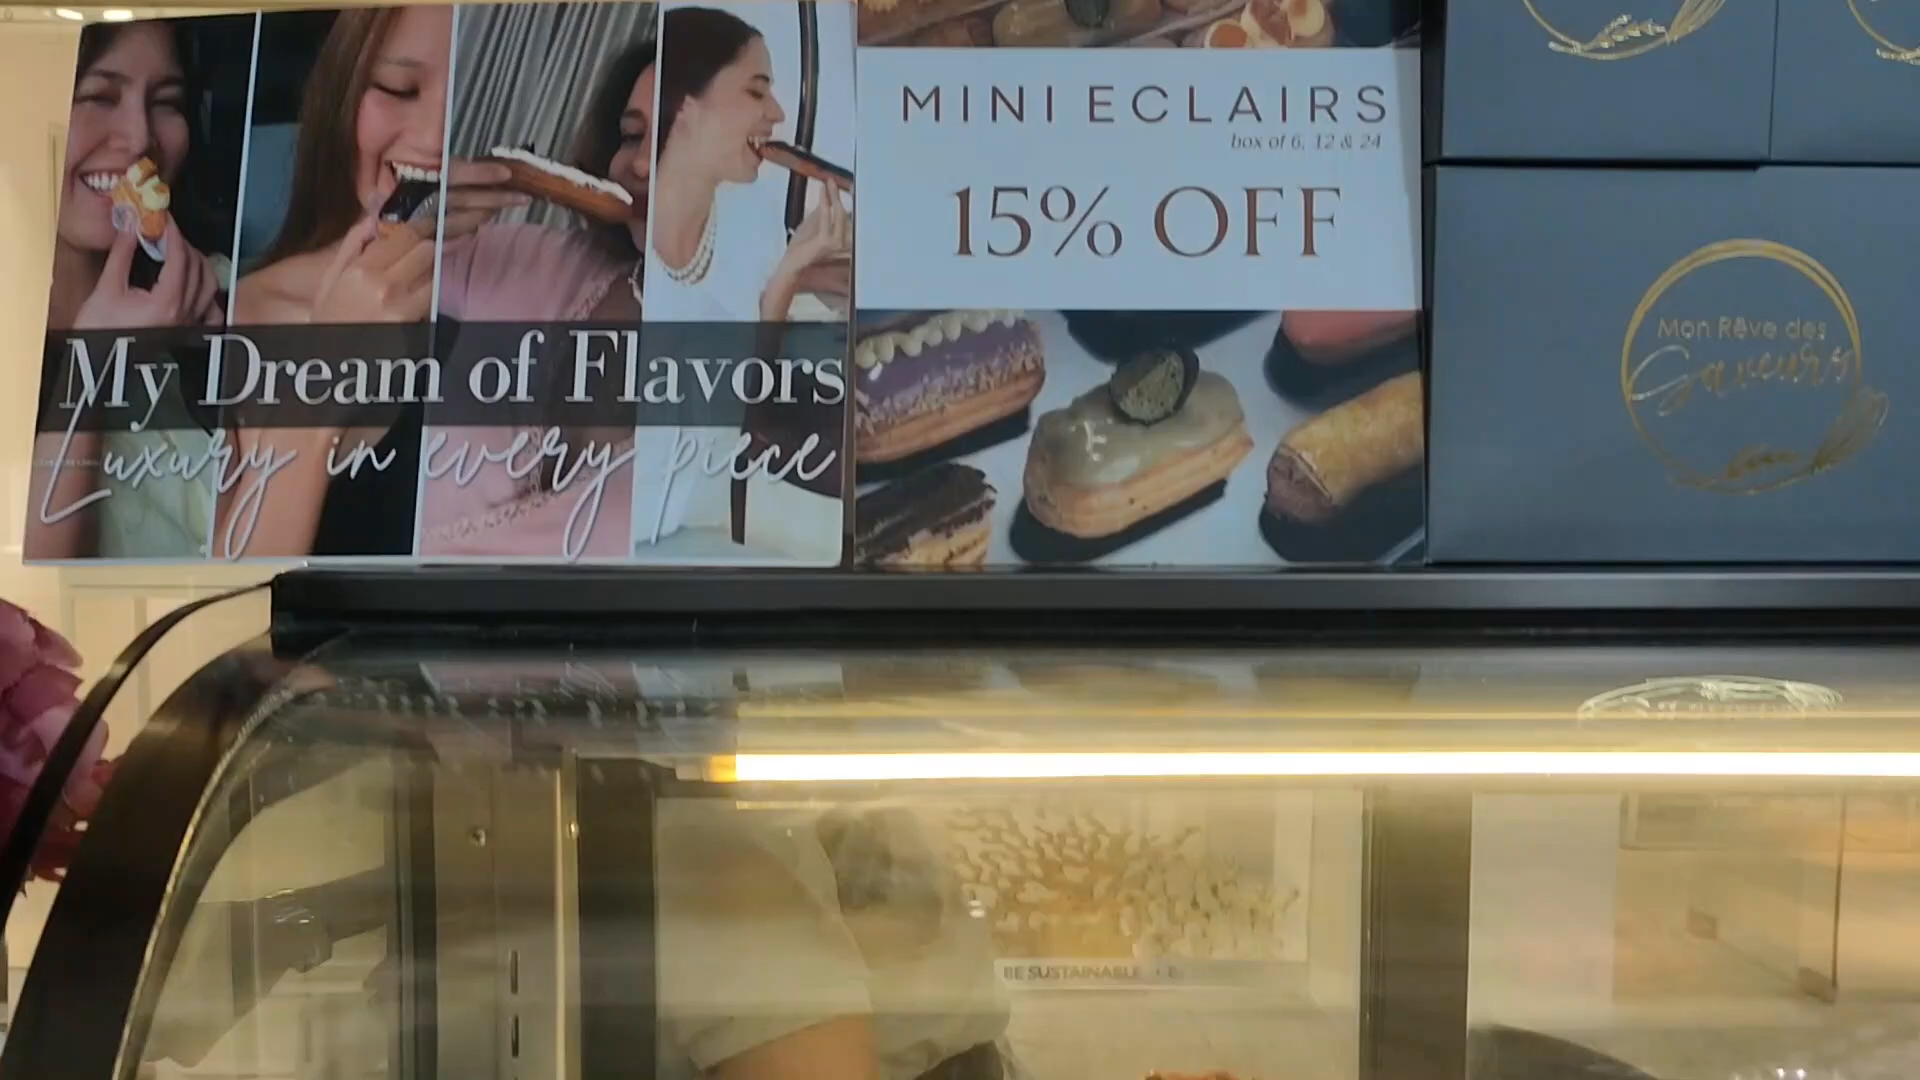 My Dream of Flavors
Luxury in every piece
MINI ECLAIRS
box of 6, 12 & 24
15% OFF
Mon Rêve des
Saveurs
BE SUSTAINABLE